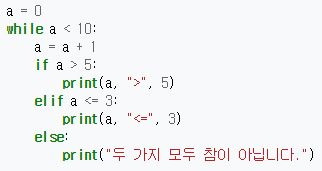 a = 0
while a < 10:
    a = a + 1
    if a > 5:
        print(a, ">", 5)
    elif a <= 3:
        print(a, "<=", 3)
    else:
        print("두 가지 모두 참이 아닙니다.")